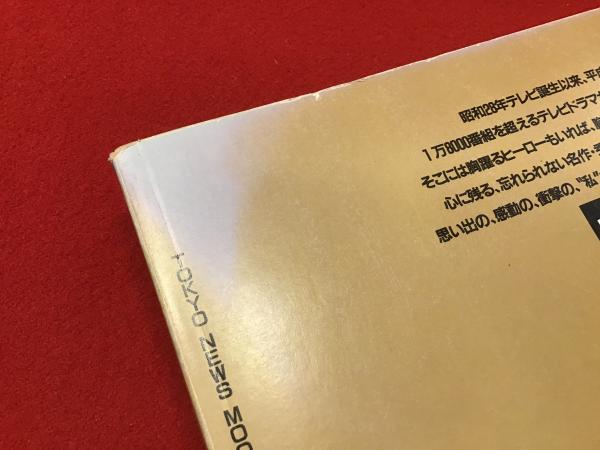 昭和28年テレビ誕生以来、平成
1万8000番組を超えるテレビドラマが
そこには胸躍るヒーローもいれば、
心に残る、忘れられない名作・
思い出の、感動の、衝撃の、“私”
TOKYO NEWS MOO